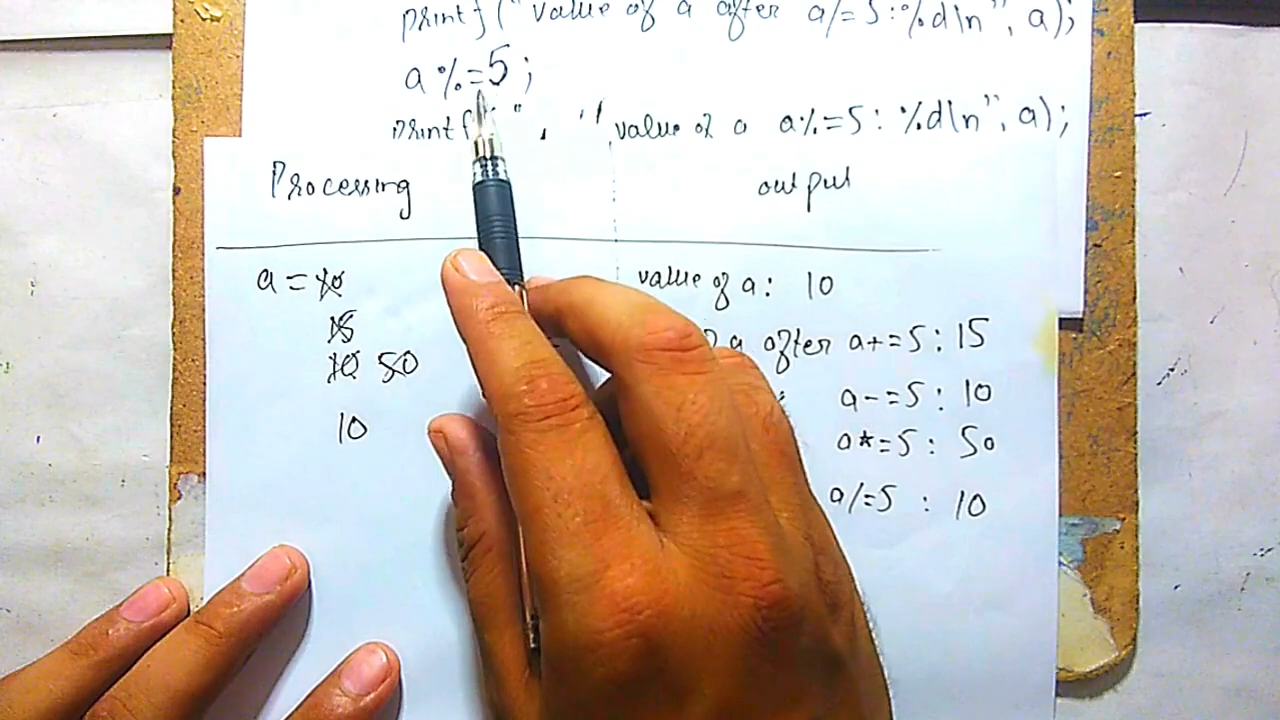 printf("value of a after a/=5:%d\n", a);
a%=5;
printf(" " , " value of a a%=5: %d\n", a);
Processing output
a = 10 value of a: 10
15 a after a+=5: 15
10 50 a-=5: 10
a*=5: 50
10
a/=5 : 10